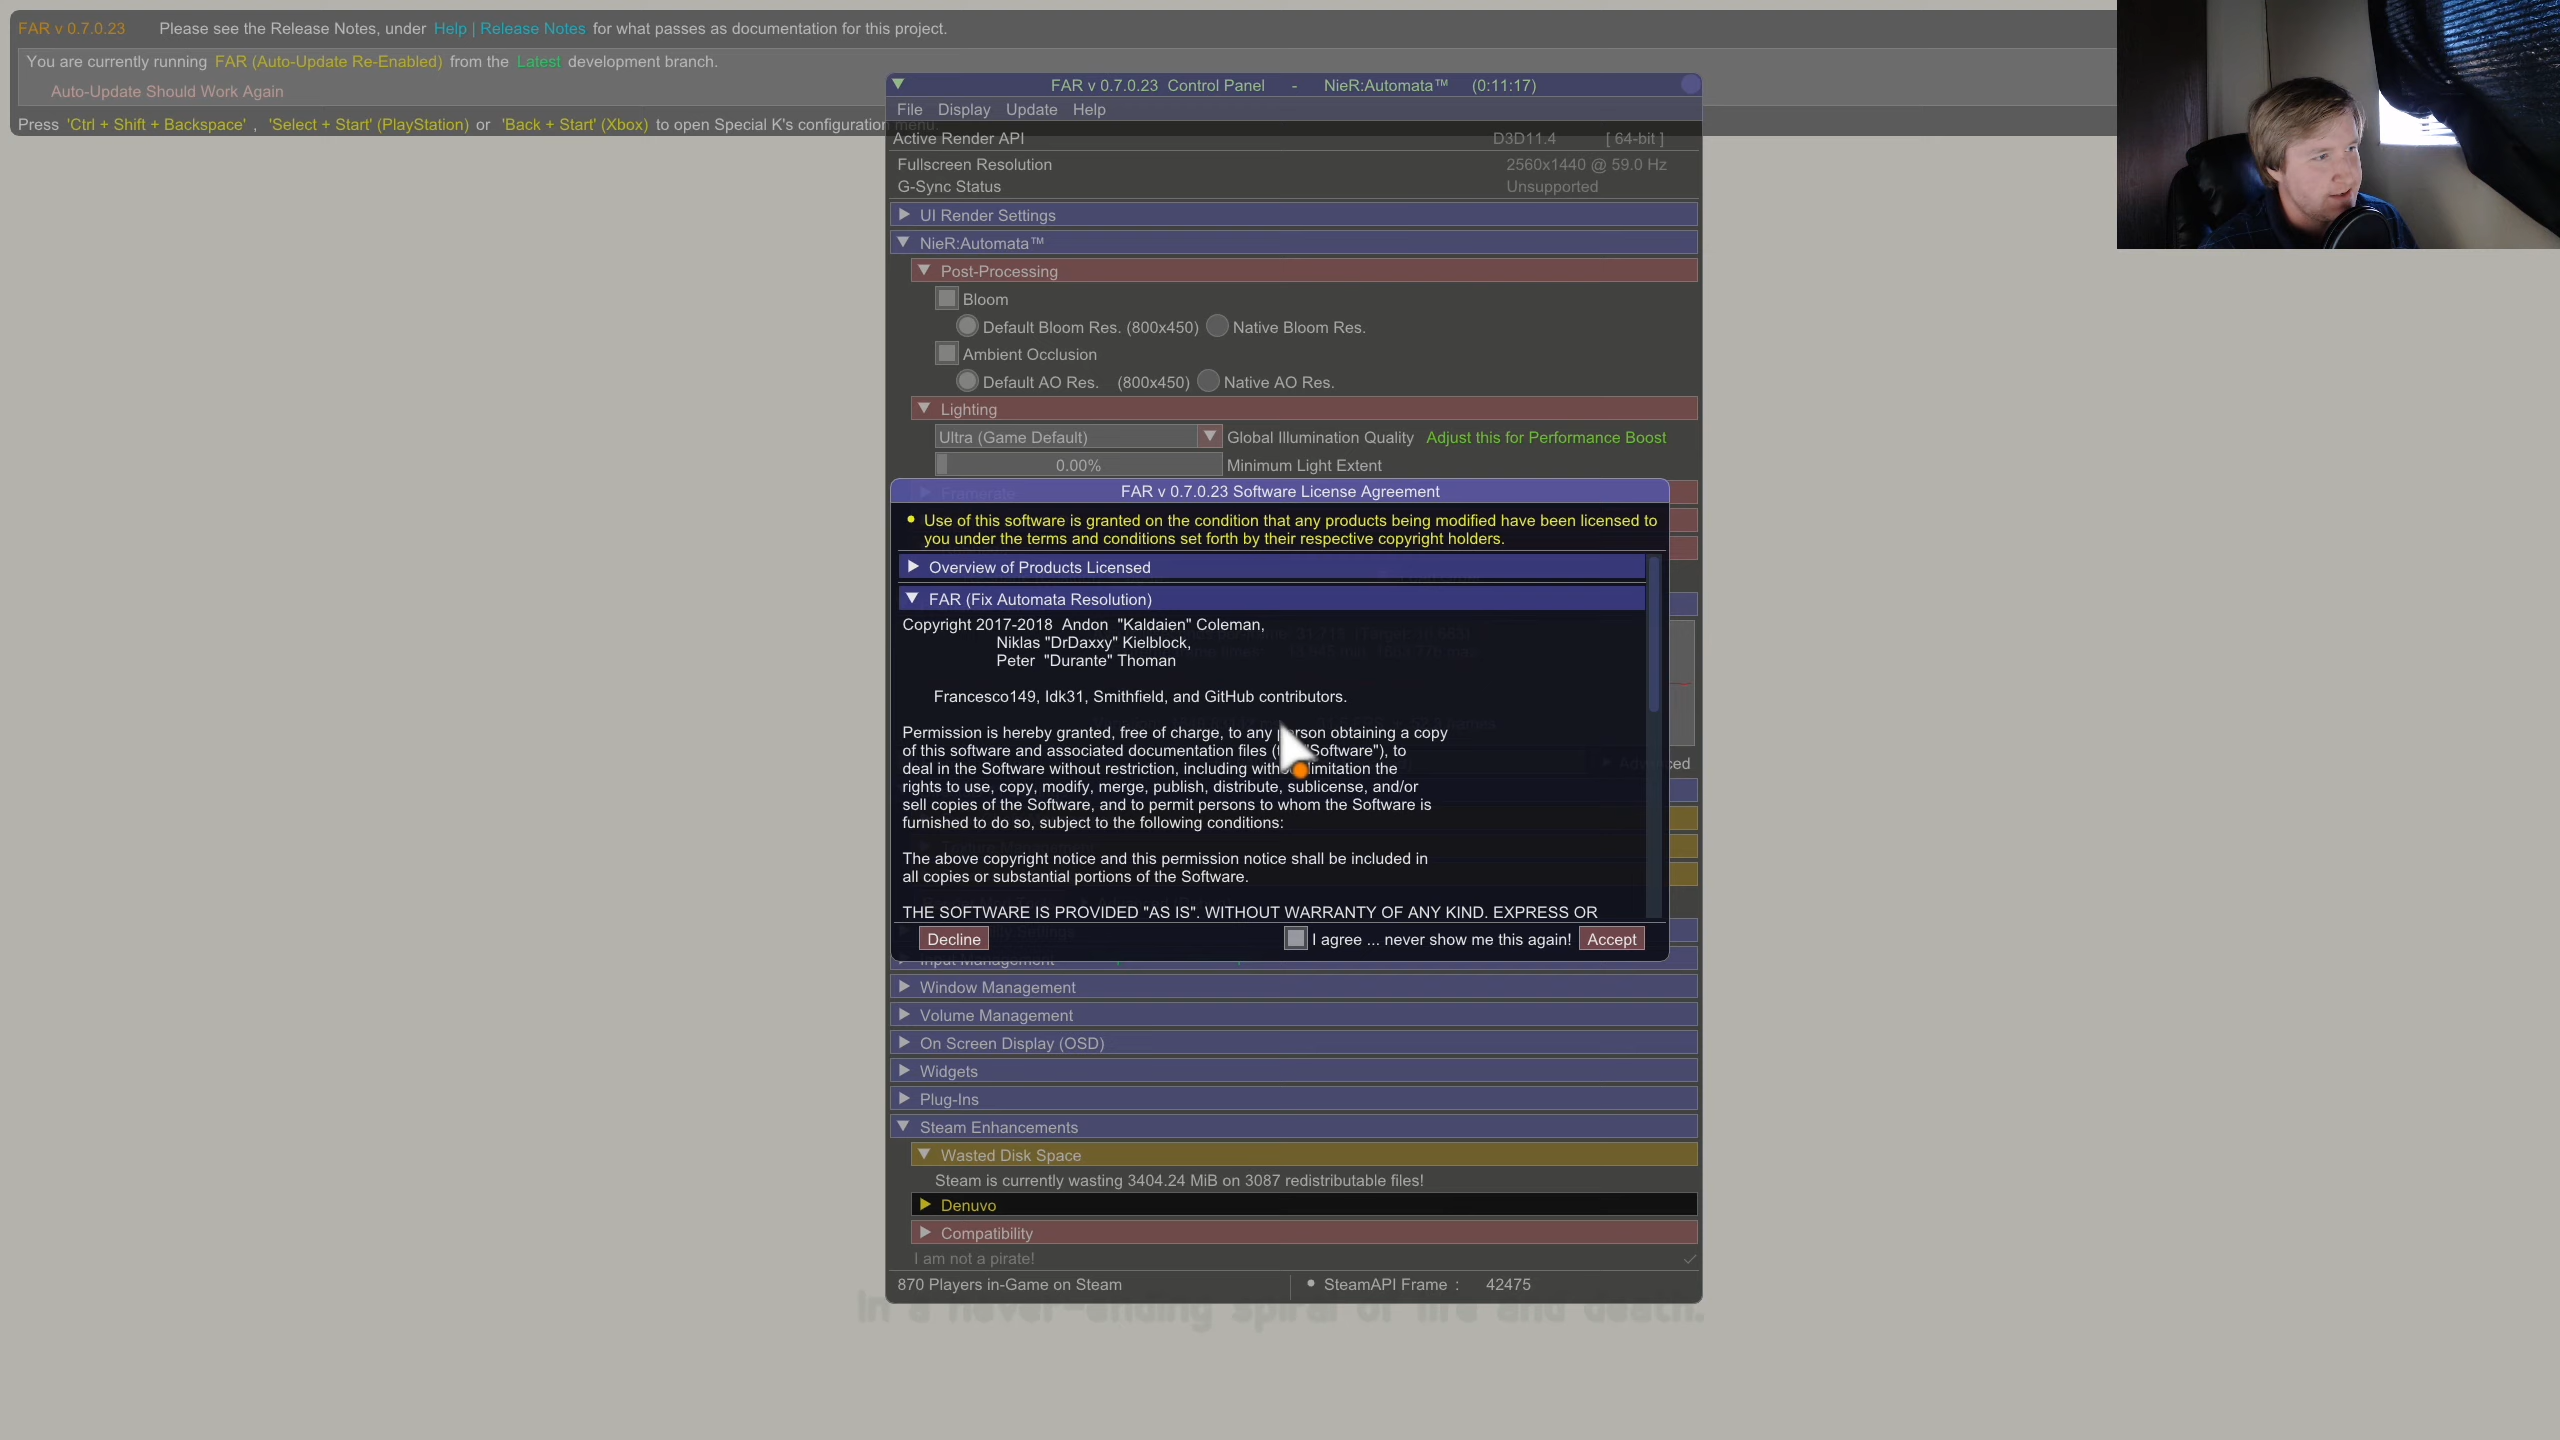 FAR v 0.7.0.23 Please see the Release Notes, under Help | Release Notes for what passes as documentation for this project.
You are currently running FAR (Auto-Update Re-Enabled) from the Latest development branch.
Auto-Update Should Work Again
Press 'Ctrl + Shift + Backspace' , 'Select + Start' (PlayStation) or 'Back + Start' (Xbox) to open Special K's configuration menu.
FAR v 0.7.0.23 Control Panel - NieR:Automata™ (0:11:17)
File Display Update Help
Active Render API D3D11.4 [ 64-bit ]
Fullscreen Resolution 2560x1440 @ 59.0 Hz
G-Sync Status Unsupported
UI Render Settings
NieR:Automata™
Post-Processing
Bloom
Default Bloom Res. (800x450) Native Bloom Res.
Ambient Occlusion
Default AO Res. (800x450) Native AO Res.
Lighting
Ultra (Game Default) Global Illumination Quality Adjust this for Performance Boost
0.00% Minimum Light Extent
Framerate
FAR v 0.7.0.23 Software License Agreement
Use of this software is granted on the condition that any products being modified have been licensed to
you under the terms and conditions set forth by their respective copyright holders.
Overview of Products Licensed
FAR (Fix Automata Resolution)
Copyright 2017-2018 Andon "Kaldaien" Coleman,
Niklas "DrDaxxy" Kielblock,
Peter "Durante" Thoman
Francesco149, Idk31, Smithfield, and GitHub contributors.
Permission is hereby granted, free of charge, to any person obtaining a copy
of this software and associated documentation files (the "Software"), to
deal in the Software without restriction, including without limitation the
rights to use, copy, modify, merge, publish, distribute, sublicense, and/or
sell copies of the Software, and to permit persons to whom the Software is
furnished to do so, subject to the following conditions:
The above copyright notice and this permission notice shall be included in
all copies or substantial portions of the Software.
THE SOFTWARE IS PROVIDED "AS IS". WITHOUT WARRANTY OF ANY KIND. EXPRESS OR
Advanced
Decline I agree ... never show me this again! Accept
Input Management
Window Management
Volume Management
On Screen Display (OSD)
Widgets
Plug-Ins
Steam Enhancements
Wasted Disk Space
Steam is currently wasting 3404.24 MiB on 3087 redistributable files!
Denuvo
Compatibility
I am not a pirate!
870 Players in-Game on Steam SteamAPI Frame : 42475
in a never-ending spiral of life and death.